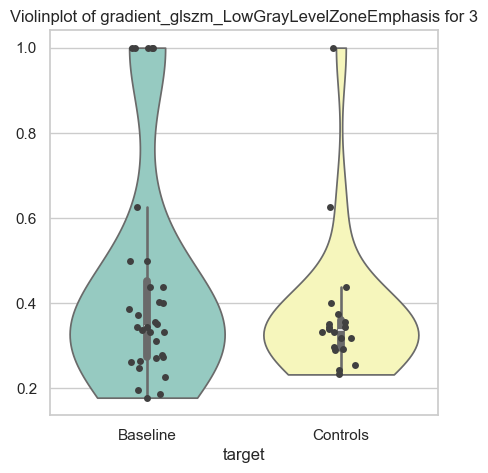 Violinplot of gradient_glszm_LowGrayLevelZoneEmphasis for 3
1.0
0.8
0.6
0.4
0.2
Baseline
Controls
target